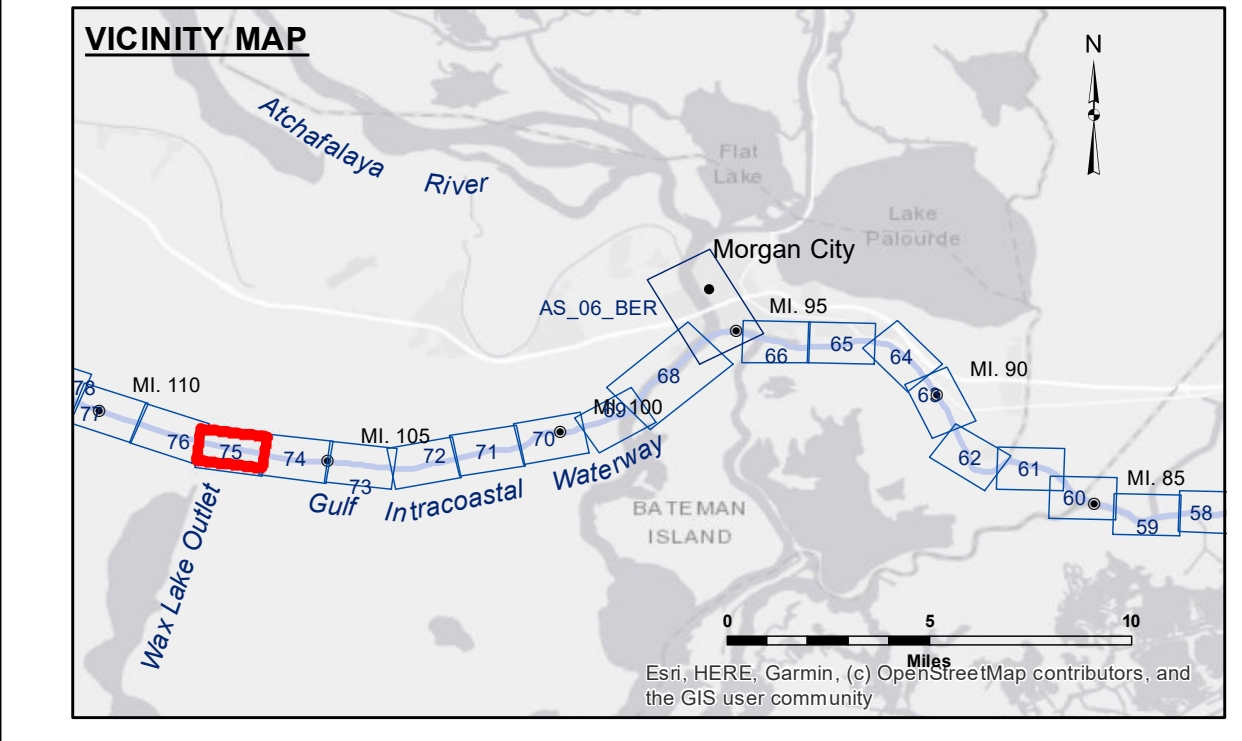 VICINITY MAP
N
Atchafalaya
River
Flat
Lake
Lake
Palourde
Morgan City
AS_06_BER
MI. 95
66
65
64
MI. 90
63
68
MI. 110
78
77
76
75
74
MI. 105
73
72
71
70
MI. 100
69
62
61
60
MI. 85
59
58
Gulf Intracoastal Waterway
Wax Lake Outlet
BATEMAN
ISLAND
0 5 10
Miles
Esri, HERE, Garmin, (c) OpenStreetMap contributors, and
the GIS user community